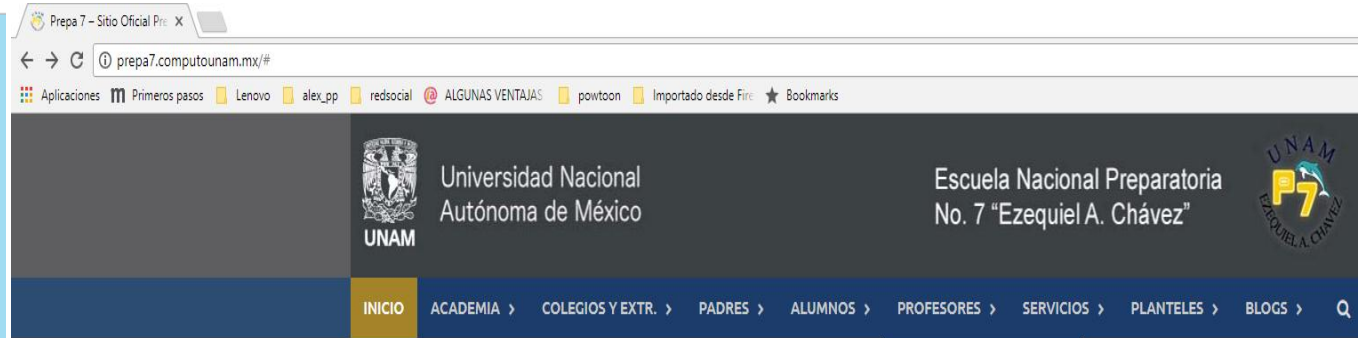 Prepa 7 – Sitio Oficial Pre
prepa7.computounam.mx/#
Aplicaciones Primeros pasos Lenovo alex_pp redsocial ALGUNAS VENTAJAS powtoon Importado desde Fire Bookmarks
UNAM
Universidad Nacional
Autónoma de México
Escuela Nacional Preparatoria
No. 7 “Ezequiel A. Chávez”
UNAM
P7
EZEQUIEL A. CHAVEZ
INICIO ACADEMIA > COLEGIOS Y EXTR. > PADRES > ALUMNOS > PROFESORES > SERVICIOS > PLANTELES > BLOGS >